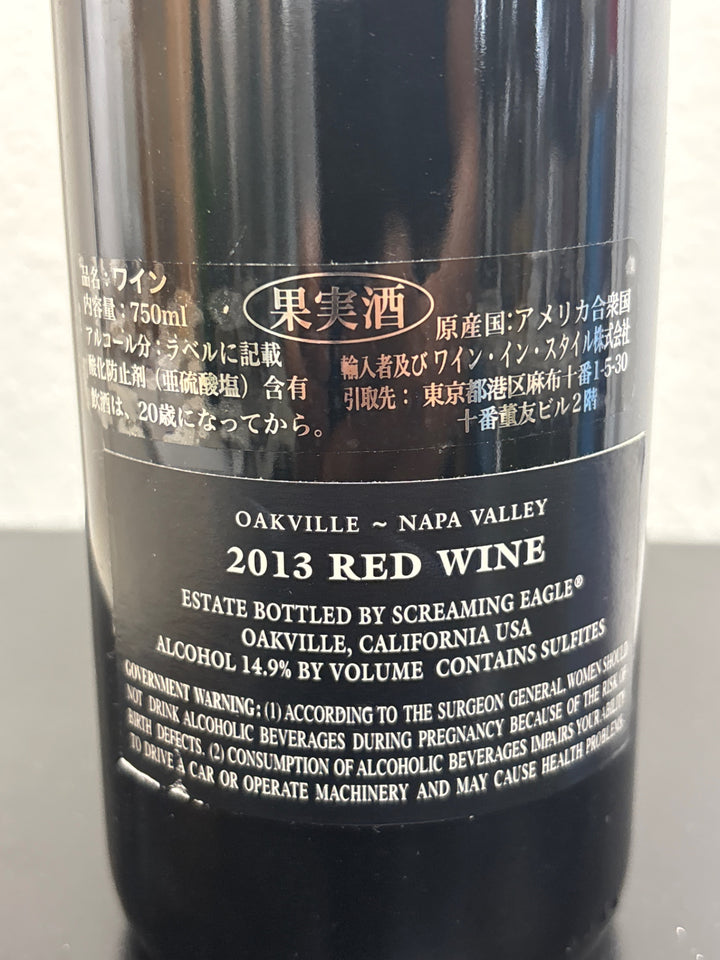 品名：ワイン
内容量：750ml
アルコール分：ラベルに記載
酸化防止剤（亜硫酸塩）含有
飲酒は、20歳になってから。
果実酒
原産国：アメリカ合衆国
輸入者及び ワイン・イン・スタイル株式会社
引取先： 東京都港区麻布十番1-5-30
十番董友ビル2階
OAKVILLE ~ NAPA VALLEY
2013 RED WINE
ESTATE BOTTLED BY SCREAMING EAGLE®
OAKVILLE, CALIFORNIA USA
ALCOHOL 14.9% BY VOLUME CONTAINS SULFITES
GOVERNMENT WARNING: (1) ACCORDING TO THE SURGEON GENERAL, WOMEN SHOULD
NOT DRINK ALCOHOLIC BEVERAGES DURING PREGNANCY BECAUSE OF THE RISK OF
BIRTH DEFECTS. (2) CONSUMPTION OF ALCOHOLIC BEVERAGES IMPAIRS YOUR ABILITY
TO DRIVE A CAR OR OPERATE MACHINERY AND MAY CAUSE HEALTH PROBLEMS.